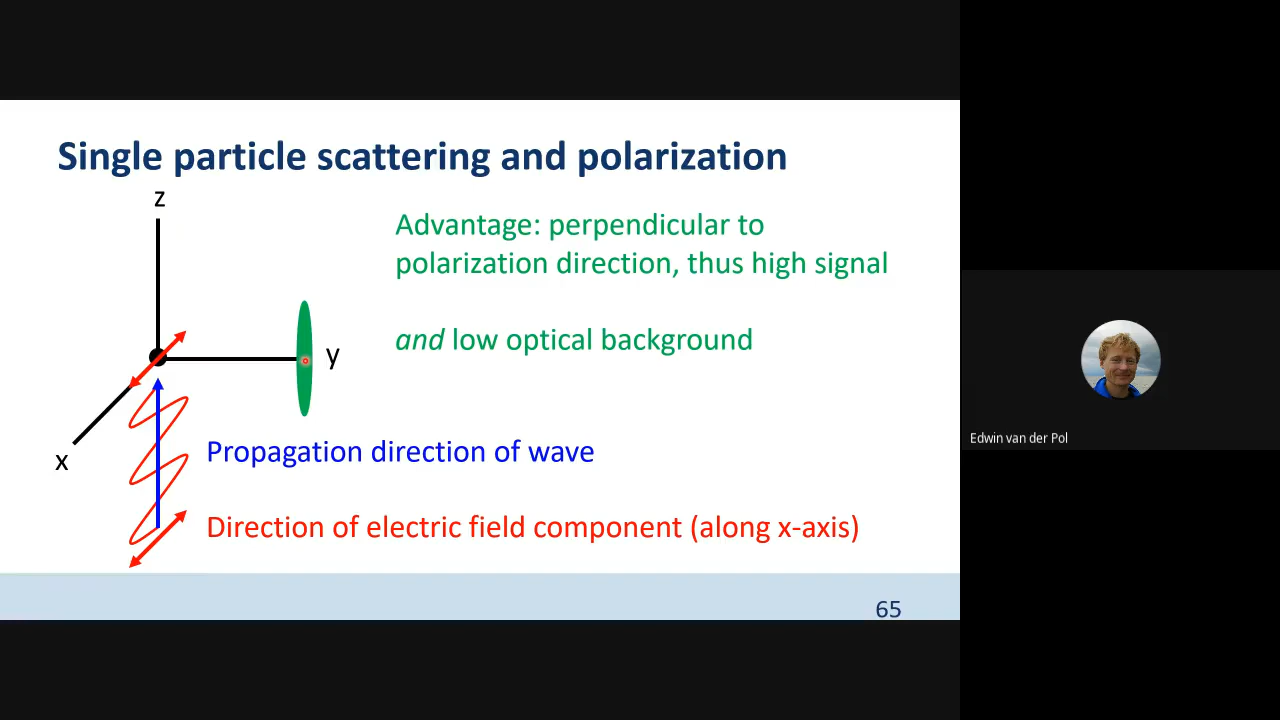 Single particle scattering and polarization
z
Advantage: perpendicular to
polarization direction, thus high signal
and low optical background
y
x
Propagation direction of wave
Direction of electric field component (along x-axis)
65
Edwin van der Pol